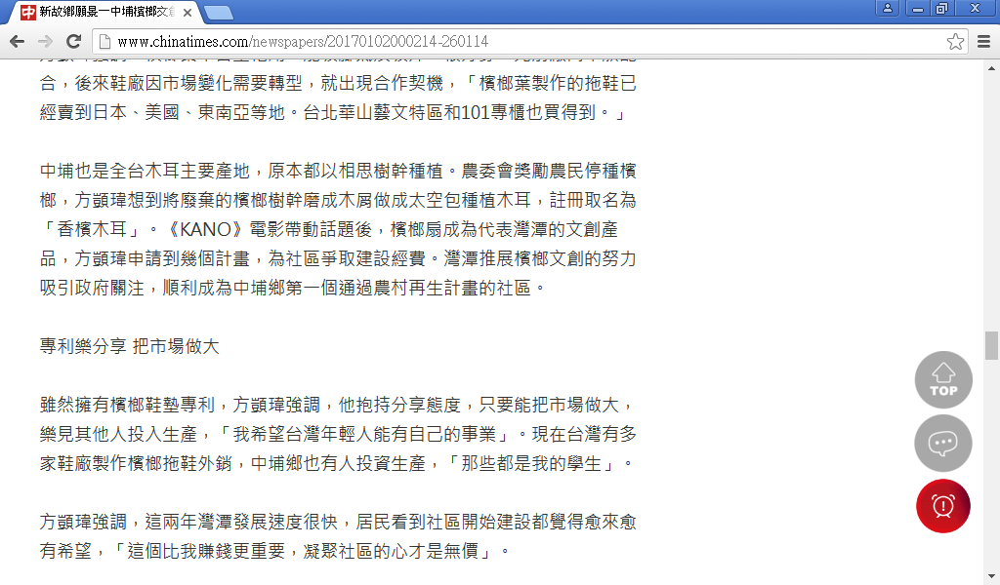 新故鄉願景─中埔檳榔文創
www.chinatimes.com/newspapers/20170102000214-260114
合，後來鞋廠因市場變化需要轉型，就出現合作契機，「檳榔葉製作的拖鞋已
經賣到日本、美國、東南亞等地。台北華山藝文特區和101專櫃也買得到。」
中埔也是全台木耳主要產地，原本都以相思樹幹種植。農委會獎勵農民停種檳
榔，方顗瑋想到將廢棄的檳榔樹幹磨成木屑做成太空包種植木耳，註冊取名為
「香檳木耳」。《KANO》電影帶動話題後，檳榔扇成為代表灣潭的文創產
品，方顗瑋申請到幾個計畫，為社區爭取建設經費。灣潭推展檳榔文創的努力
吸引政府關注，順利成為中埔鄉第一個通過農村再生計畫的社區。
專利樂分享 把市場做大
雖然擁有檳榔鞋墊專利，方顗瑋強調，他抱持分享態度，只要能把市場做大，
樂見其他人投入生產，「我希望台灣年輕人能有自己的事業」。現在台灣有多
家鞋廠製作檳榔拖鞋外銷，中埔鄉也有人投資生產，「那些都是我的學生」。
方顗瑋強調，這兩年灣潭發展速度很快，居民看到社區開始建設都覺得愈來愈
有希望，「這個比我賺錢更重要，凝聚社區的心才是無價」。
TOP